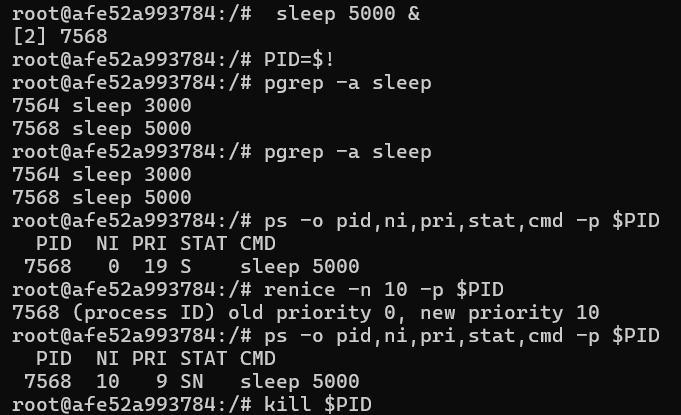 root@afe52a993784:/#  sleep 5000 &
[2] 7568
root@afe52a993784:/# PID=$!
root@afe52a993784:/# pgrep -a sleep
7564 sleep 3000
7568 sleep 5000
root@afe52a993784:/# pgrep -a sleep
7564 sleep 3000
7568 sleep 5000
root@afe52a993784:/# ps -o pid,ni,pri,stat,cmd -p $PID
  PID  NI PRI STAT CMD
 7568   0  19 S    sleep 5000
root@afe52a993784:/# renice -n 10 -p $PID
7568 (process ID) old priority 0, new priority 10
root@afe52a993784:/# ps -o pid,ni,pri,stat,cmd -p $PID
  PID  NI PRI STAT CMD
 7568  10   9 SN   sleep 5000
root@afe52a993784:/# kill $PID